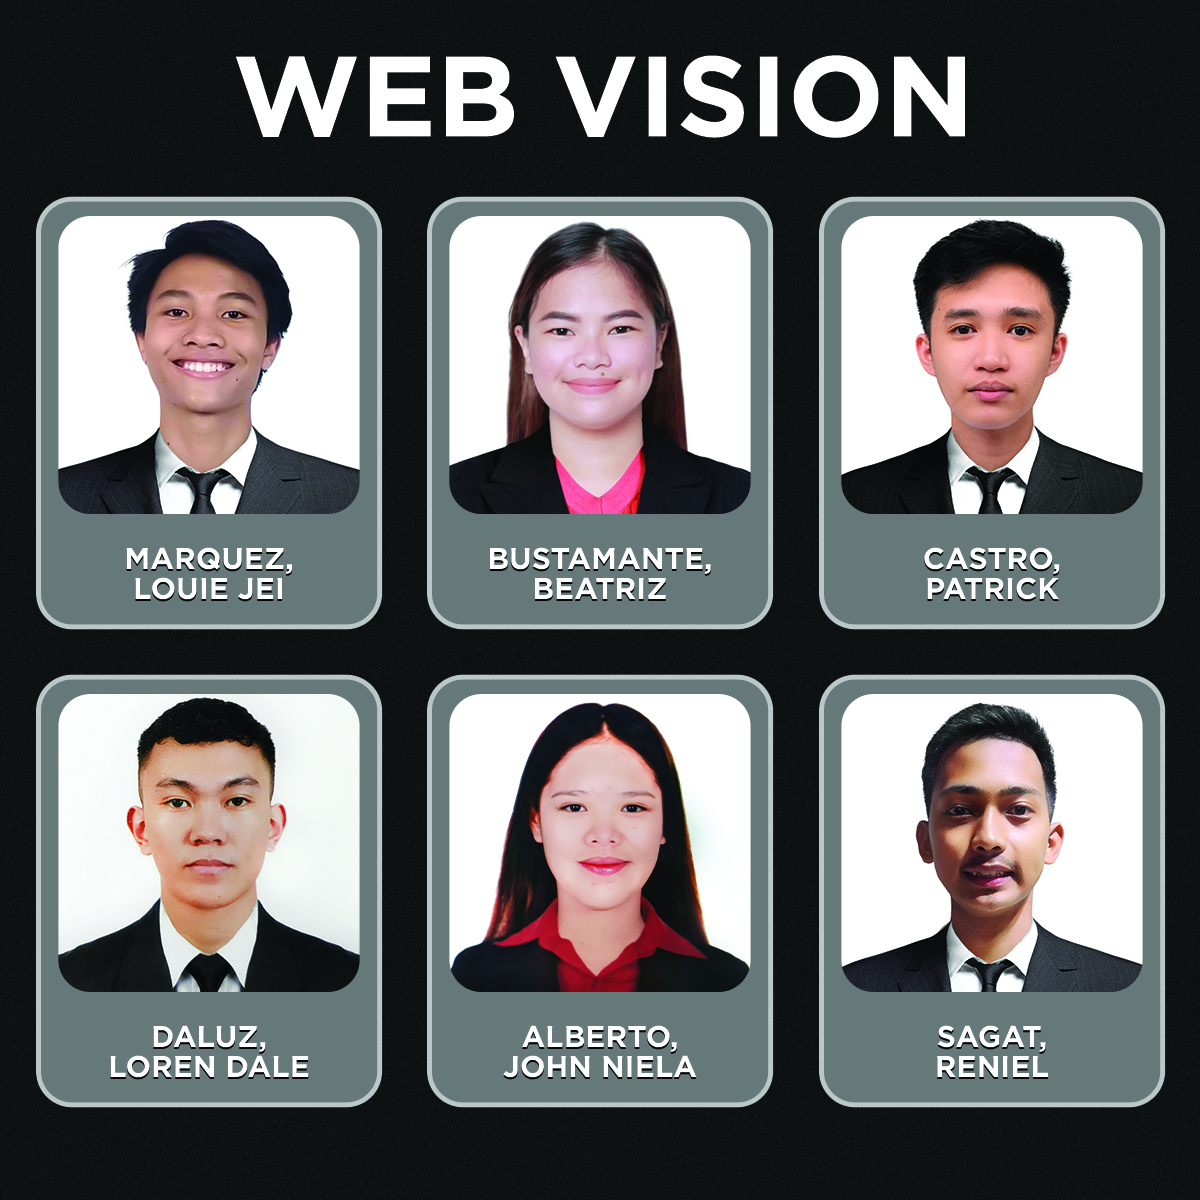 WEB VISION
MARQUEZ,
LOUIE JEI
BUSTAMANTE,
BEATRIZ
CASTRO,
PATRICK
DALUZ,
LOREN DALE
ALBERTO,
JOHN NIELA
SAGAT,
RENIEL